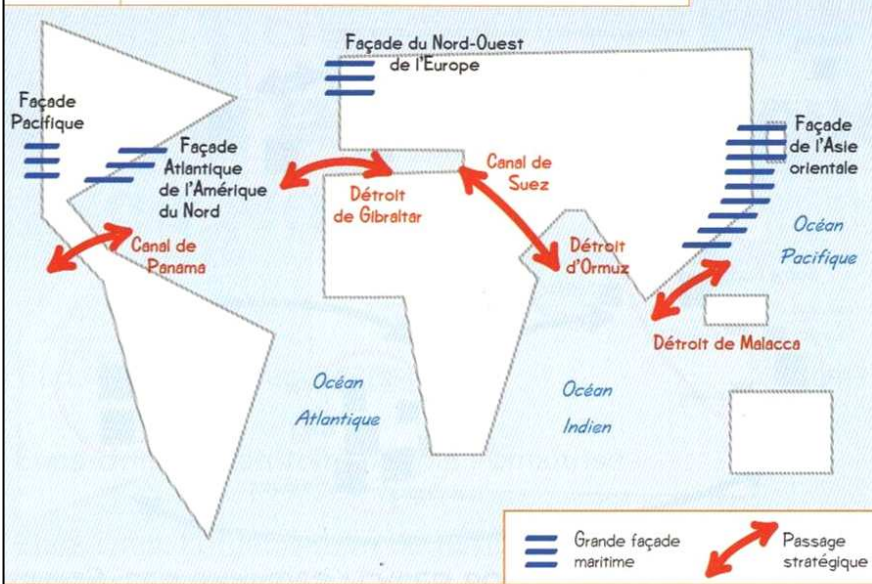 Façade du Nord-Ouest
de l'Europe
Façade
Pacifique
Façade
Atlantique
de l'Amérique
du Nord
Façade
de l'Asie
orientale
Canal de
Suez
Détroit
de Gibraltar
Canal de
Panama
Détroit
d'Ormuz
Océan
Pacifique
Détroit de Malacca
Océan
Atlantique
Océan
Indien
Grande façade
maritime
Passage
stratégique